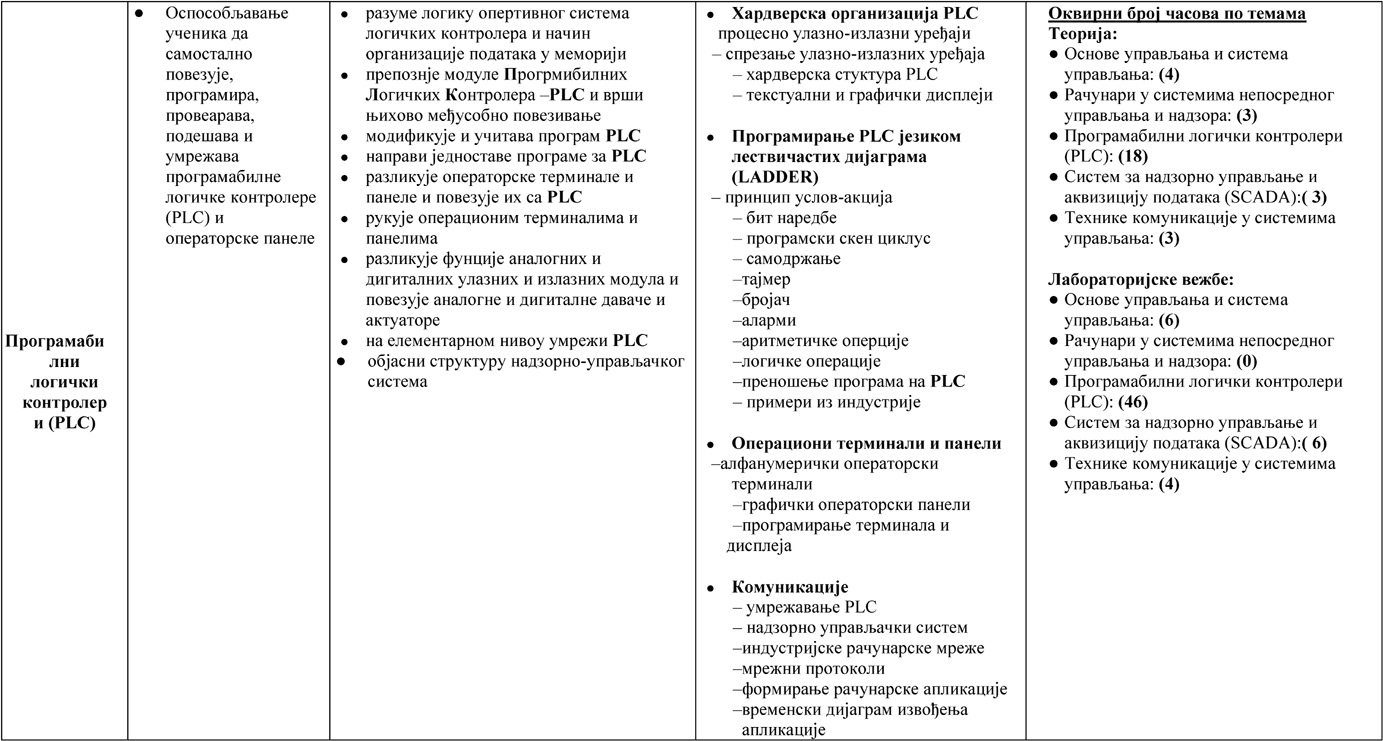 Програмаби
лни
логички
контролер
и (PLC)
● Оспособљавање
ученика да
самостално
повезује,
програмира,
провеарава,
подешава и
умрежава
програмабилне
логичке контролере
(PLC) и
операторске панеле
● разуме логику опертивног система
логичких контролера и начин
организације података у меморији
● препознје модуле Прогрмибилних
Логичких Контролера –PLC и врши
њихово међусобно повезивање
● модификује и учитава програм PLC
● направи једноставе програме за PLC
● разликује операторске терминале и
панеле и повезује их са PLC
● рукује операционим терминалима и
панелима
● разликује фунције аналогних и
дигиталних улазних и излазних модула и
повезује аналогне и дигиталне даваче и
актуаторе
● на елементарном нивоу умрежи PLC
● објасни структуру надзорно-управљачког
система
● Хардверска организација PLC
процесно улазно-излазни уређаји
– спрезање улазно-излазних уређаја
– хардверска стуктура PLC
– текстуални и графички дисплеји
● Програмирање PLC језиком
лествичастих дијаграма
(LADDER)
– принцип услов-акција
– бит наредбе
– програмски скен циклус
– самодржање
–тајмер
–бројач
–аларми
–аритметичке оперције
–логичке операције
–преношење програма на PLC
– примери из индустрије
● Операциони терминали и панели
–алфанумерички операторски
терминали
–графички операторски панели
–програмирање терминала и
дисплеја
● Комуникације
– умрежавање PLC
– надзорно управљачки систем
–индустријске рачунарске мреже
–мрежни протоколи
–формирање рачунарске апликације
–временски дијаграм извођења
апликације
Оквирни број часова по темама
Теорија:
● Основе управљања и система
управљања: (4)
● Рачунари у системима непосредног
управљања и надзора: (3)
● Програмабилни логички контролери
(PLC): (18)
● Систем за надзорно управљање и
аквизицију података (SCADA):( 3)
● Технике комуникације у системима
управљања: (3)
Лабораторијске вежбе:
● Основе управљања и система
управљања: (6)
● Рачунари у системима непосредног
управљања и надзора: (0)
● Програмабилни логички контролери
(PLC): (46)
● Систем за надзорно управљање и
аквизицију података (SCADA):( 6)
● Технике комуникације у системима
управљања: (4)